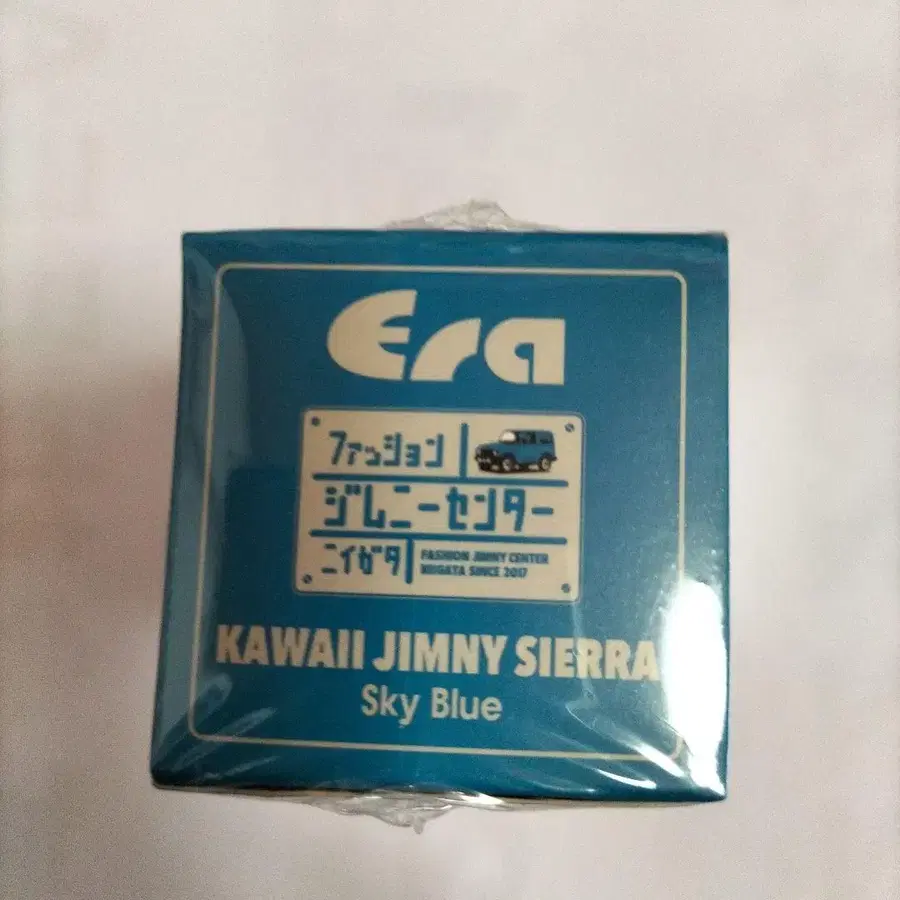 Era
ファッション
ジムニーセンター
ニイガタ
FASHION JIMNY CENTER
NIIGATA SINCE 2017
KAWAII JIMNY SIERRA
Sky Blue